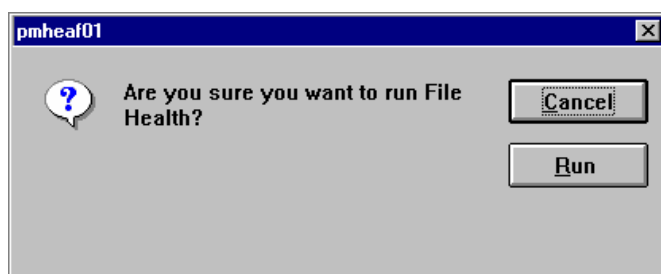 pmheaf01
Are you sure you want to run File
Health?
Cancel
Run